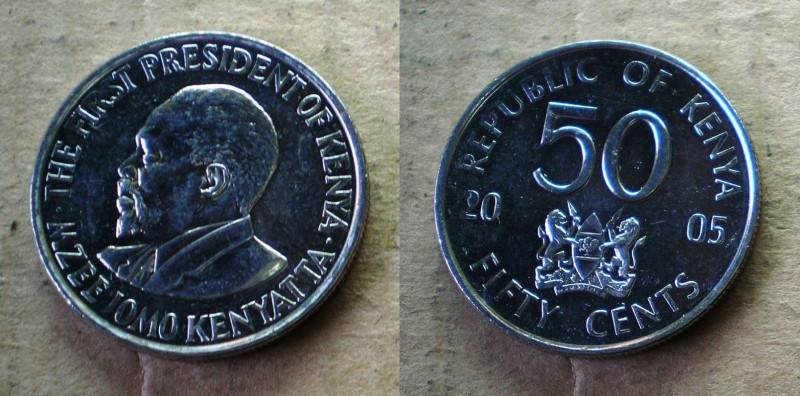 THE FIRST PRESIDENT OF KENYA · MZEE JOMO KENYATTA ·
REPUBLIC OF KENYA
50
20 05
FIFTY CENTS